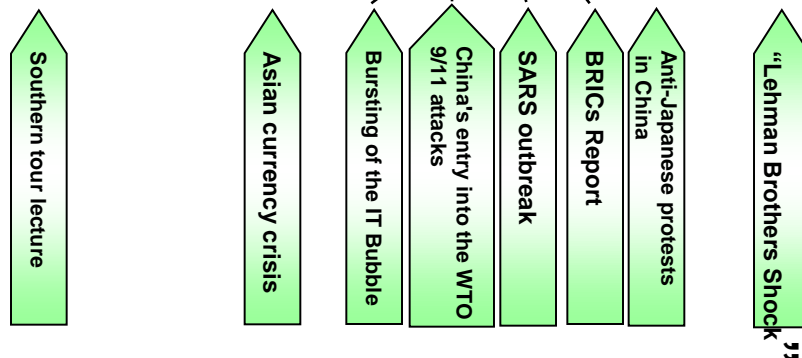 Southern tour lecture
Asian currency crisis
Bursting of the IT Bubble
China's entry into the WTO
9/11 attacks
SARS outbreak
BRICs Report
Anti-Japanese protests
in China
“Lehman Brothers Shock”